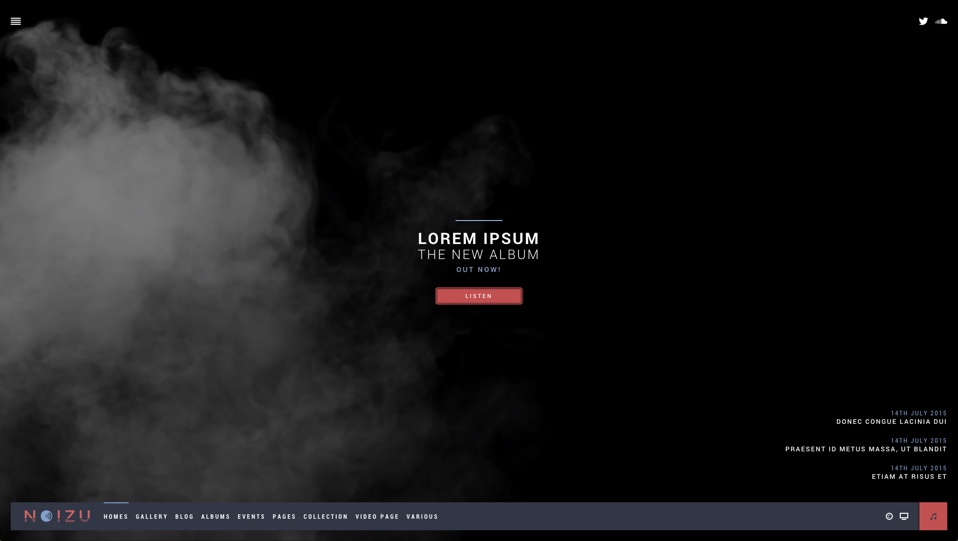 LOREM IPSUM
THE NEW ALBUM
OUT NOW!
LISTEN
14TH JULY 2015
DONEC CONGUE LACINIA DUI
14TH JULY 2015
PRAESENT ID METUS MASSA, UT BLANDIT
14TH JULY 2015
ETIAM AT RISUS ET
NOIZU HOMES GALLERY BLOG ALBUMS EVENTS PAGES COLLECTION VIDEO PAGE VARIOUS